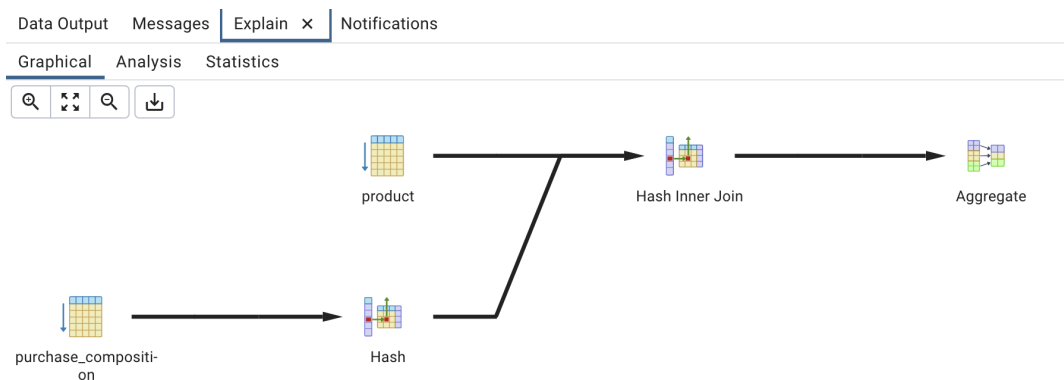 Data Output Messages Explain × Notifications
Graphical Analysis Statistics
product Hash Inner Join Aggregate
purchase_compositi-
on
Hash